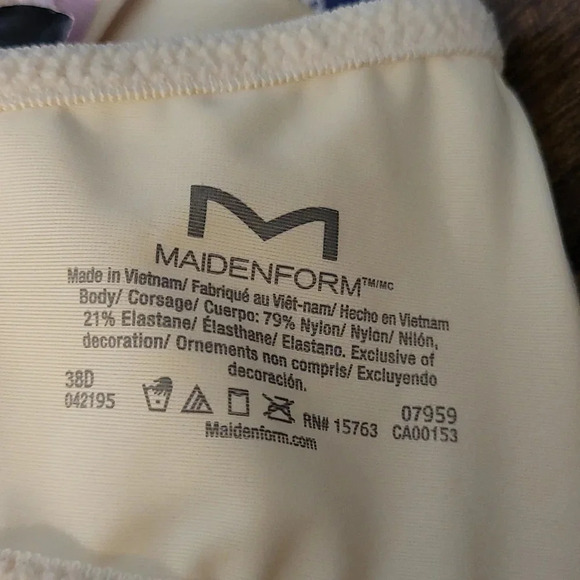 MAIDENFORM™/MC
Made in Vietnam/ Fabriqué au Viêt-nam/ Hecho en Vietnam
Body/ Corsage/ Cuerpo: 79% Nylon/ Nylon/ Nilón,
21% Elastane/ Élasthane/ Elastano. Exclusive of
decoration/ Ornements non compris/ Excluyendo
decoración.
38D
042195
RN# 15763
07959
CA00153
Maidenform.com